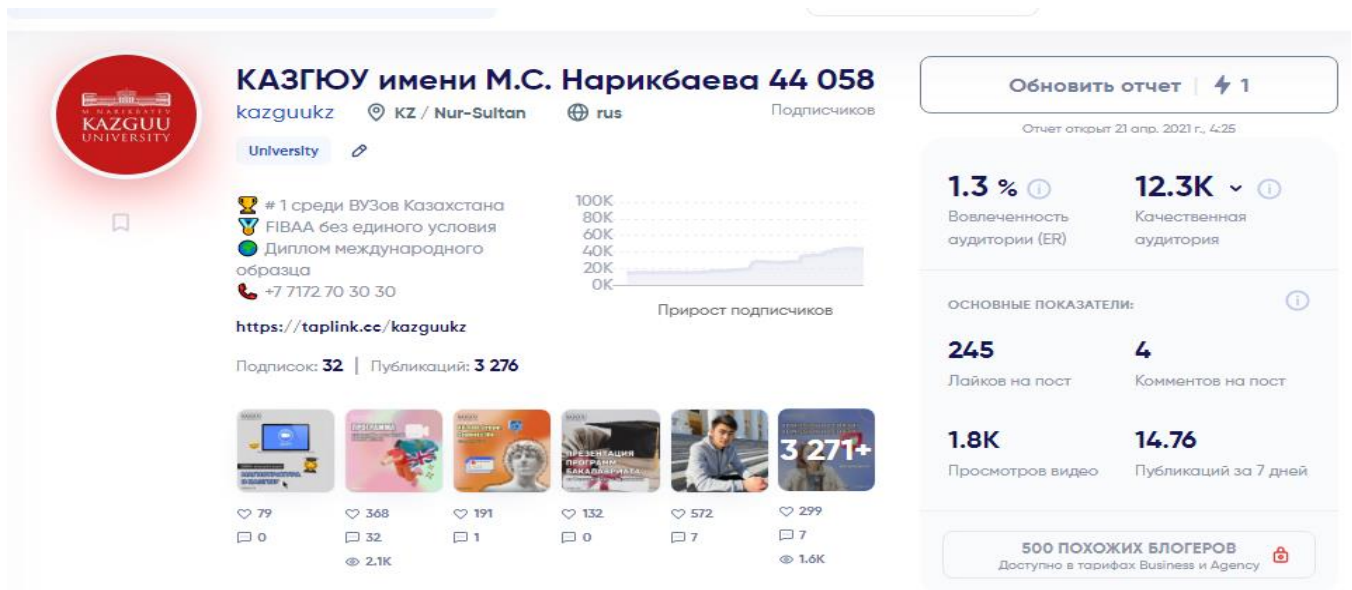 КАЗГЮУ имени М.С. Нарикбаева 44 058
kazguukz KZ / Nur-Sultan rus Подписчиков
University
M. NARIKBAYEV
KAZGUU
UNIVERSITY
# 1 среди ВУЗов Казахстана
FIBAA без единого условия
Диплом международного
образца
+7 7172 70 30 30
https://taplink.cc/kazguukz
Подписок: 32 | Публикаций: 3 276
100K
80K
60K
40K
20K
0K
Прирост подписчиков
ПРОГРАММА
ПРЕЗЕНТАЦИЯ
ПРОГРАММ
БАКАЛАВРИАТА
3 271+
79 368 191 132 572 299
0 32 1 0 7 7
2.1K 1.6K
Обновить отчет | 1
Отчет открыт 21 апр. 2021 г., 4:25
1.3 % 12.3K
Вовлеченность Качественная
аудитории (ER) аудитория
ОСНОВНЫЕ ПОКАЗАТЕЛИ:
245 4
Лайков на пост Комментов на пост
1.8K 14.76
Просмотров видео Публикаций за 7 дней
500 ПОХОЖИХ БЛОГЕРОВ
Доступно в тарифах Business и Agency